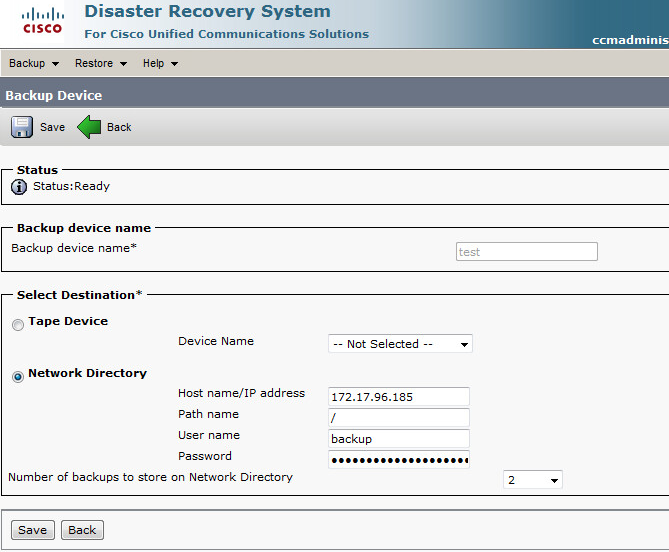 CISCO
Disaster Recovery System
For Cisco Unified Communications Solutions
ccmadminis
Backup Restore Help
Backup Device
Save Back
Status
Status:Ready
Backup device name
Backup device name* test
Select Destination*
Tape Device
Device Name -- Not Selected --
Network Directory
Host name/IP address 172.17.96.185
Path name /
User name backup
Password ••••••••••••••••••••
Number of backups to store on Network Directory 2
Save Back